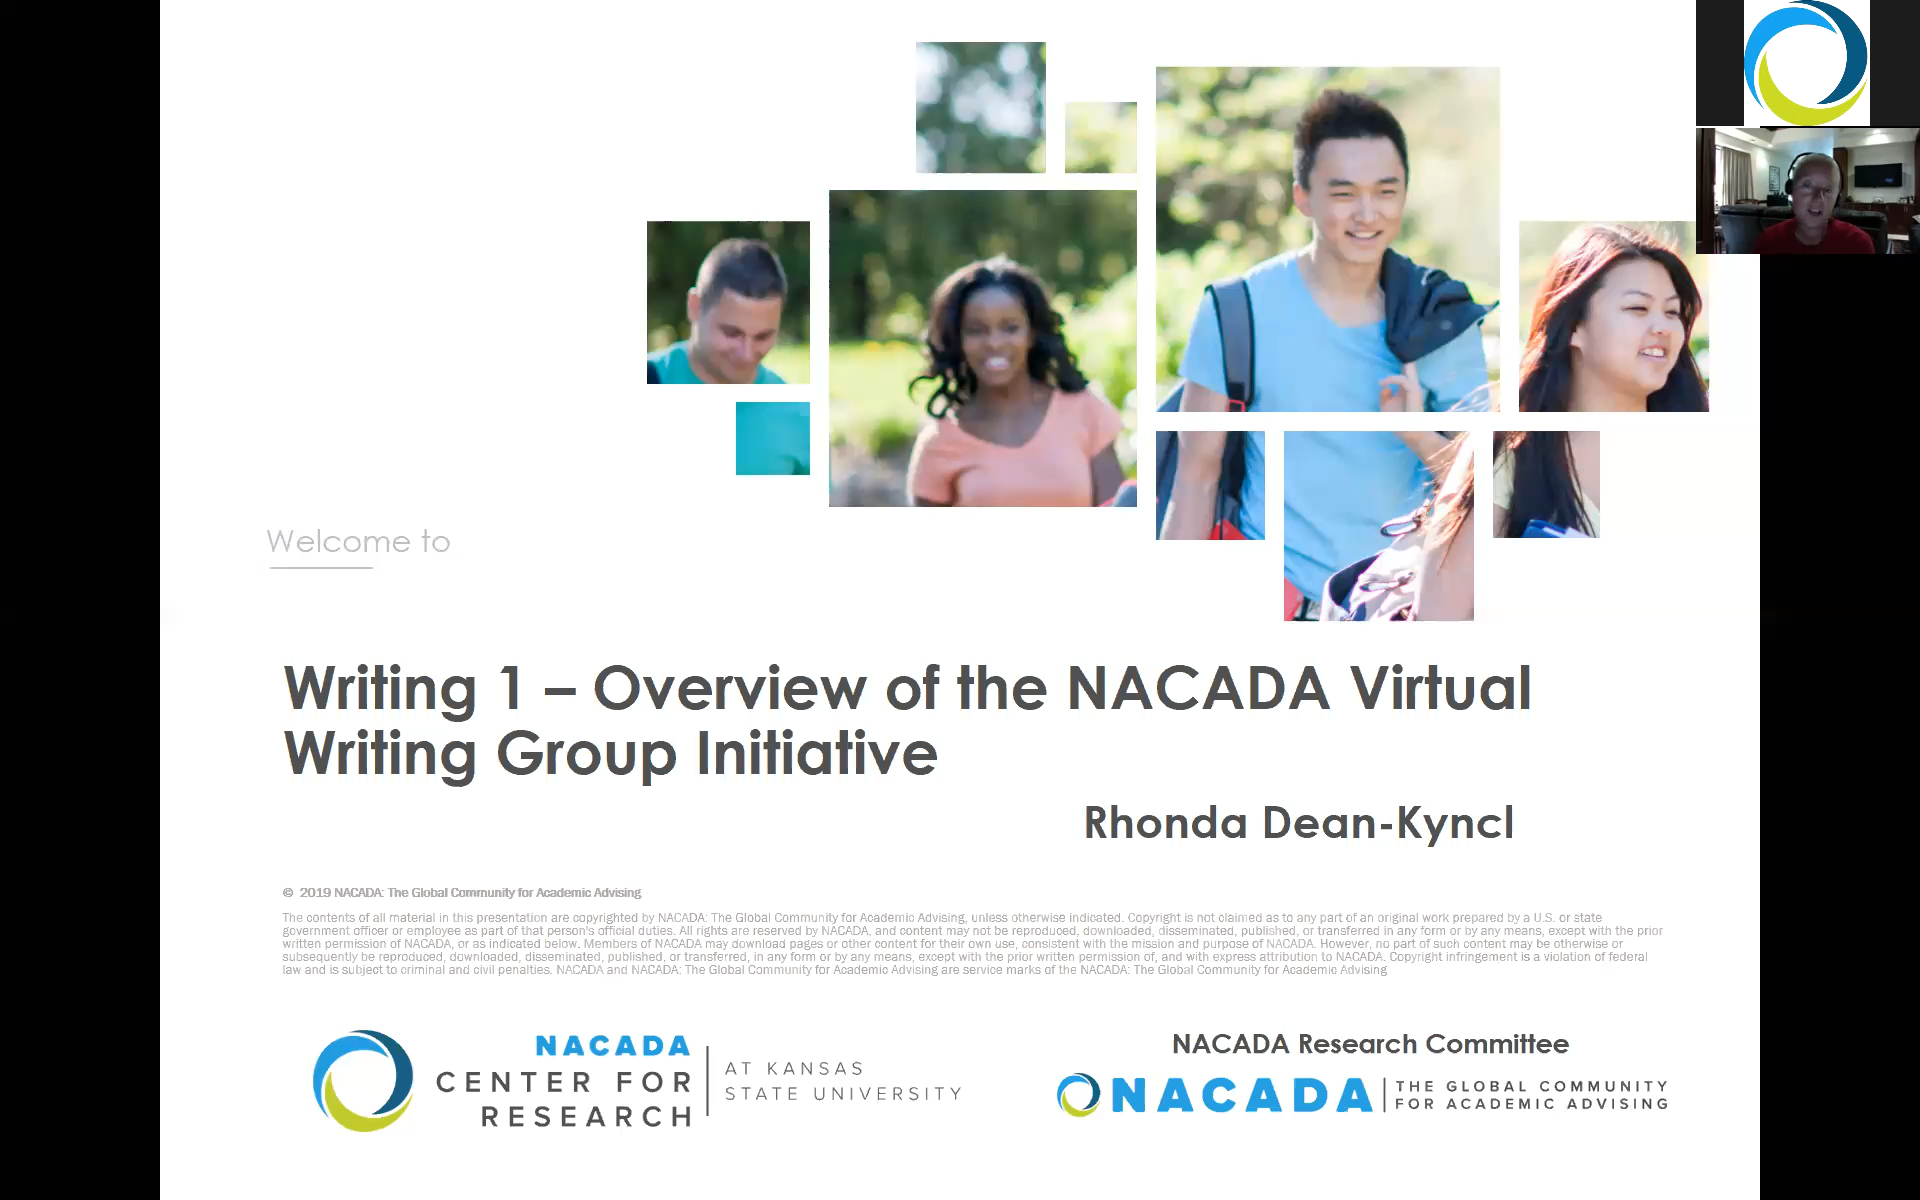 Welcome to
Writing 1 – Overview of the NACADA Virtual
Writing Group Initiative
Rhonda Dean-Kyncl
© 2019 NACADA: The Global Community for Academic Advising
The contents of all material in this presentation are copyrighted by NACADA: The Global Community for Academic Advising, unless otherwise indicated. Copyright is not claimed as to any part of an original work prepared by a U.S. or state
government officer or employee as part of that person's official duties. All rights are reserved by NACADA, and content may not be reproduced, downloaded, disseminated, published, or transferred in any form or by any means, except with the prior
written permission of NACADA, or as indicated below. Members of NACADA may download pages or other content for their own use, consistent with the mission and purpose of NACADA. However, no part of such content may be otherwise or
subsequently be reproduced, downloaded, disseminated, published, or transferred, in any form or by any means, except with the prior written permission of, and with express attribution to NACADA. Copyright infringement is a violation of federal
law and is subject to criminal and civil penalties. NACADA and NACADA: The Global Community for Academic Advising are service marks of the NACADA: The Global Community for Academic Advising
NACADA
CENTER FOR
RESEARCH
AT KANSAS
STATE UNIVERSITY
NACADA Research Committee
NACADA
THE GLOBAL COMMUNITY
FOR ACADEMIC ADVISING